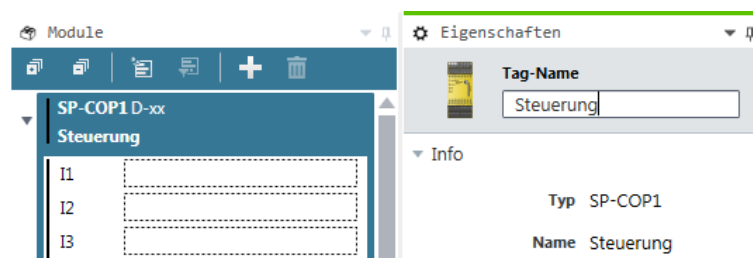 Module
SP-COP1 D-xx
Steuerung
I1
I2
I3
Eigenschaften
Tag-Name
Steuerung
Info
Typ SP-COP1
Name Steuerung